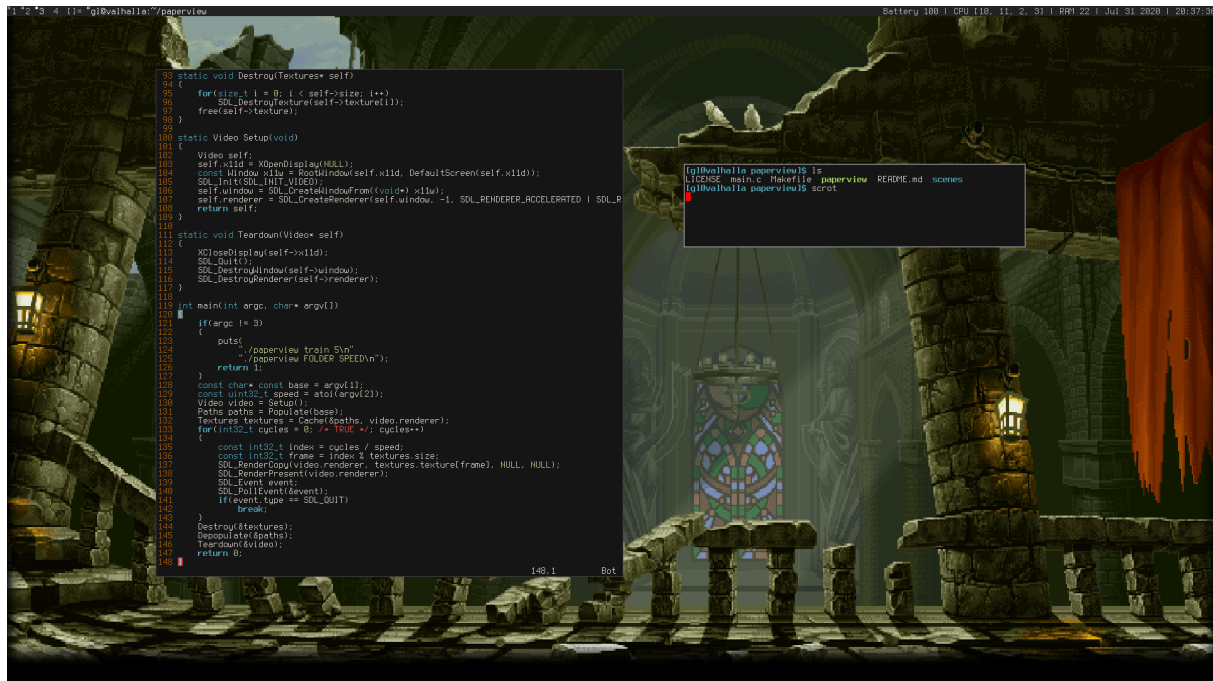 1 2 3 4 []= gl@valhalla:~/paperview
Battery 100 | CPU [10, 11, 2, 3] | RAM 22 | Jul 31 2020 | 20:37:36
93 static void Destroy(Textures* self)
94 {
95     for(size_t i = 0; i < self->size; i++)
96         SDL_DestroyTexture(self->texture[i]);
97     free(self->texture);
98 }
99
100 static Video Setup(void)
101 {
102     Video self;
103     self.x11d = XOpenDisplay(NULL);
104     const Window x11w = RootWindow(self.x11d, DefaultScreen(self.x11d));
105     SDL_Init(SDL_INIT_VIDEO);
106     self.window = SDL_CreateWindowFrom((void*) x11w);
107     self.renderer = SDL_CreateRenderer(self.window, -1, SDL_RENDERER_ACCELERATED | SDL_R
108     return self;
109 }
110
111 static void Teardown(Video* self)
112 {
113     XCloseDisplay(self->x11d);
114     SDL_Quit();
115     SDL_DestroyWindow(self->window);
116     SDL_DestroyRenderer(self->renderer);
117 }
118
119 int main(int argc, char* argv[])
120 {
121     if(argc != 3)
122     {
123         puts(
124             "./paperview train 5\n"
125             "./paperview FOLDER SPEED\n");
126         return 1;
127     }
128     const char* const base = argv[1];
129     const uint32_t speed = atoi(argv[2]);
130     Video video = Setup();
131     Paths paths = Populate(base);
132     Textures textures = Cache(&paths, video.renderer);
133     for(int32_t cycles = 0; /* TRUE */; cycles++)
134     {
135         const int32_t index = cycles / speed;
136         const int32_t frame = index % textures.size;
137         SDL_RenderCopy(video.renderer, textures.texture[frame], NULL, NULL);
138         SDL_RenderPresent(video.renderer);
139         SDL_Event event;
140         SDL_PollEvent(&event);
141         if(event.type == SDL_QUIT)
142             break;
143     }
144     Destroy(&textures);
145     Depopulate(&paths);
146     Teardown(&video);
147     return 0;
148 }
148,1 Bot
[gl@valhalla paperview]$ ls
LICENSE main.c Makefile paperview README.md scenes
[gl@valhalla paperview]$ scrot